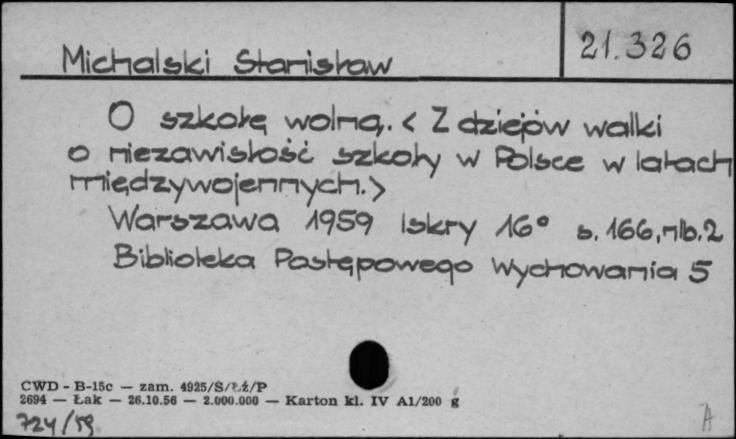 Michalski Stanisław
21.326
O szkołę wolną. < Z dziejów walki
o niezawisłość szkoły w Polsce w latach
międzywojennych. >
Warszawa 1959 Iskry 16° s. 166, nlb. 2
Biblioteka Postępowego Wychowania 5
CWD - B-15c — zam. 4925/S/Łż/P
2694 — Łak — 26.10.56 — 2.000.000 — Karton kl. IV A1/200 g
724/59
A